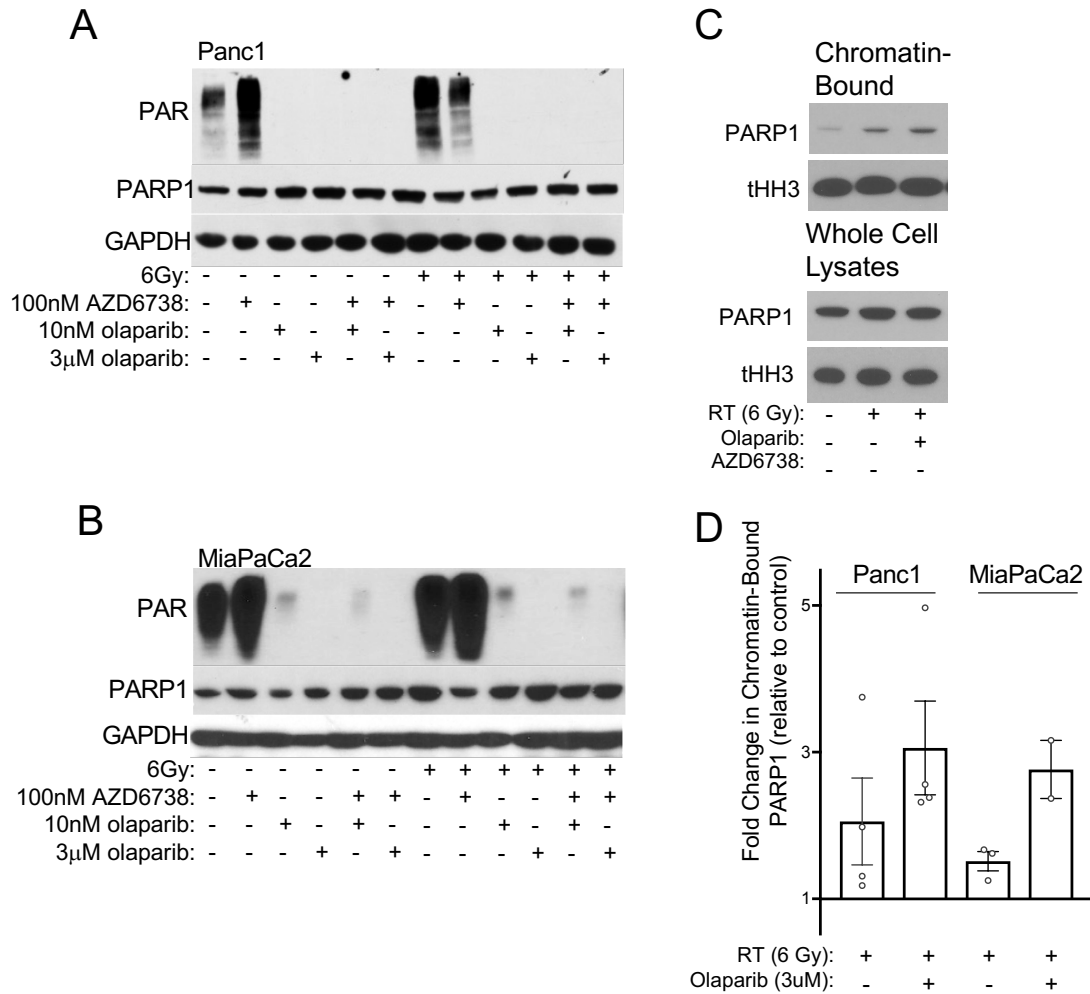 A
Panc1
PAR
PARP1
GAPDH
6Gy: - - - - - - + + + + + +
100nM AZD6738: - + - - + + - + - - + +
10nM olaparib: - - + - + - - - + - + -
3μM olaparib: - - - + - + - - - + - +
B
MiaPaCa2
PAR
PARP1
GAPDH
6Gy: - - - - - - + + + + + +
100nM AZD6738: - + - - + + - + - - + +
10nM olaparib: - - + - + - - - + - + -
3μM olaparib: - - - + - + - - - + - +
C
Chromatin-
Bound
PARP1
tHH3
Whole Cell
Lysates
PARP1
tHH3
RT (6 Gy): - + +
Olaparib: - - +
AZD6738:
- - -
D
Fold Change in Chromatin-Bound
PARP1 (relative to control)
Panc1 MiaPaCa2
5
3
1
RT (6 Gy): + + + +
Olaparib (3uM): - + - +